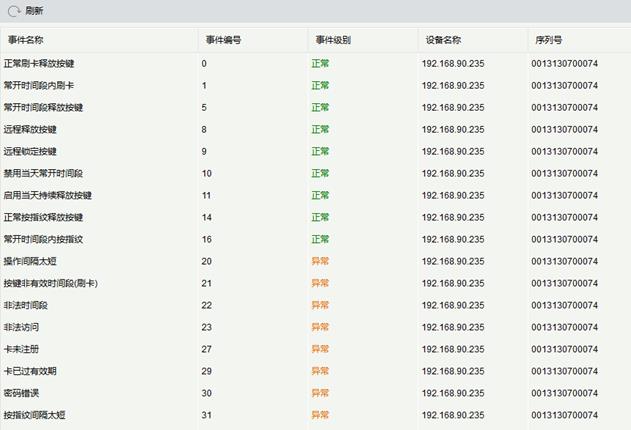 刷新
事件名称 事件编号 事件级别 设备名称 序列号
正常刷卡释放按键 0 正常 192.168.90.235 0013130700074
常开时间段内刷卡 1 正常 192.168.90.235 0013130700074
常开时间段释放按键 5 正常 192.168.90.235 0013130700074
远程释放按键 8 正常 192.168.90.235 0013130700074
远程锁定按键 9 正常 192.168.90.235 0013130700074
禁用当天常开时间段 10 正常 192.168.90.235 0013130700074
启用当天持续释放按键 11 正常 192.168.90.235 0013130700074
正常按指纹释放按键 14 正常 192.168.90.235 0013130700074
常开时间段内按指纹 16 正常 192.168.90.235 0013130700074
操作间隔太短 20 异常 192.168.90.235 0013130700074
按键非有效时间段(刷卡) 21 异常 192.168.90.235 0013130700074
非法时间段 22 异常 192.168.90.235 0013130700074
非法访问 23 异常 192.168.90.235 0013130700074
卡未注册 27 异常 192.168.90.235 0013130700074
卡已过有效期 29 异常 192.168.90.235 0013130700074
密码错误 30 异常 192.168.90.235 0013130700074
按指纹间隔太短 31 异常 192.168.90.235 0013130700074